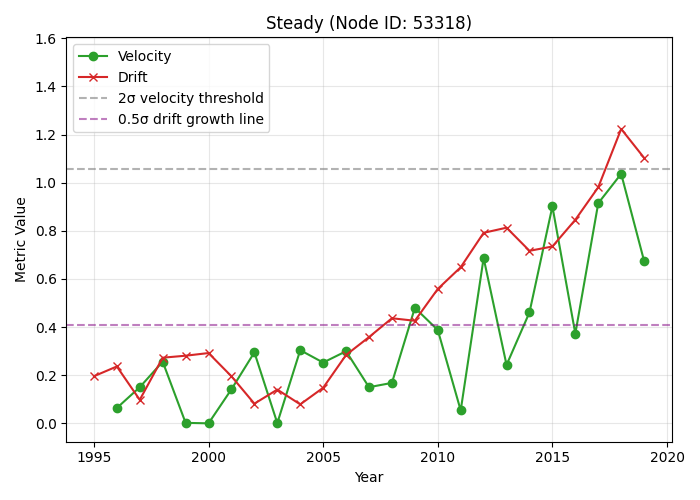 Steady (Node ID: 53318)
Velocity
Drift
2σ velocity threshold
0.5σ drift growth line
Metric Value
1.6
1.4
1.2
1.0
0.8
0.6
0.4
0.2
0.0
1995 2000 2005 2010 2015 2020
Year